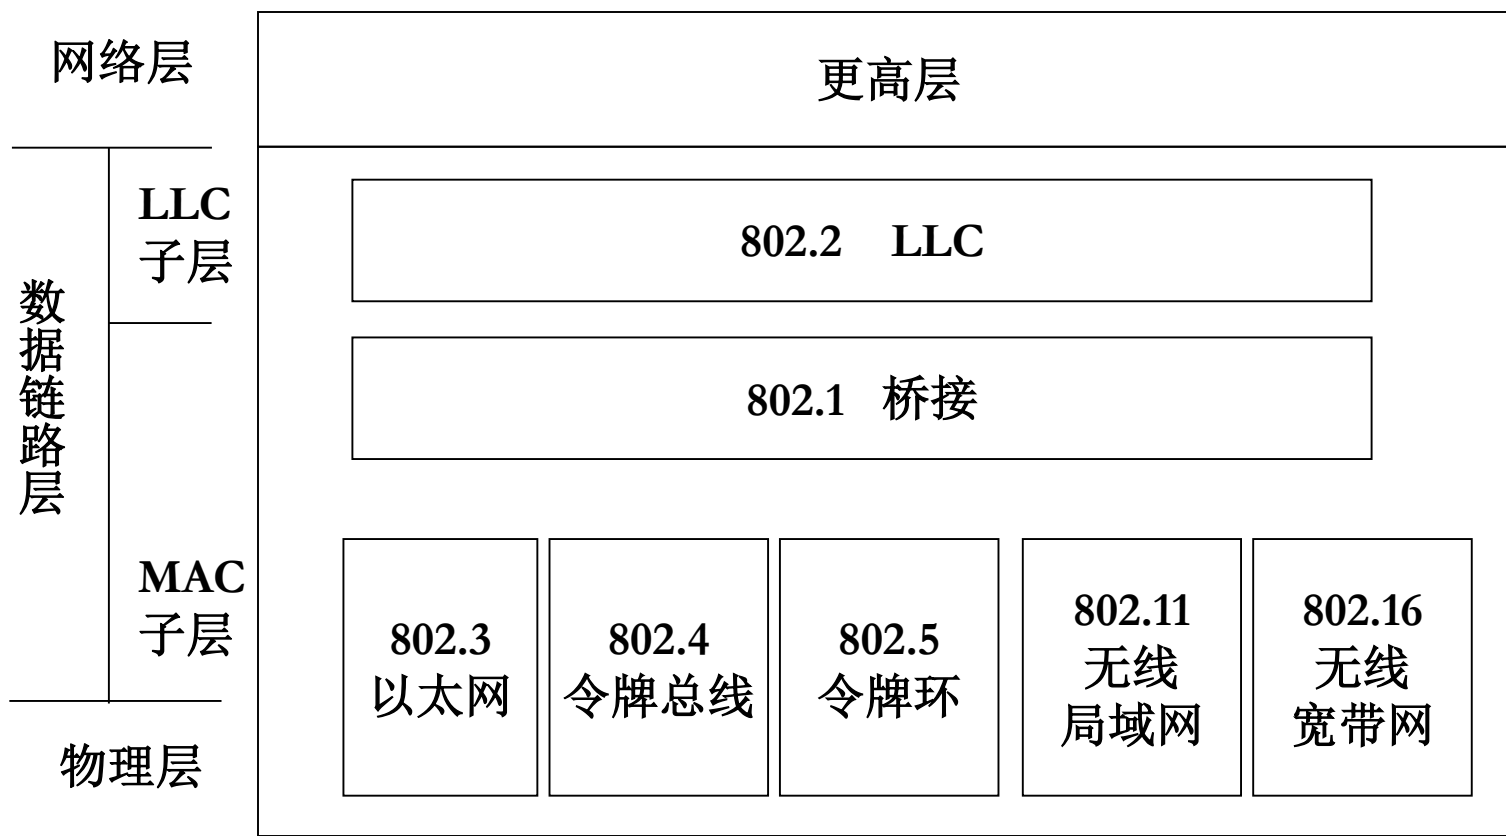 网络层
更高层
LLC
子层
802.2 LLC
数
据
链
路
层
802.1 桥接
MAC
子层
802.3
以太网
802.4
令牌总线
802.5
令牌环
802.11
无线
局域网
802.16
无线
宽带网
物理层